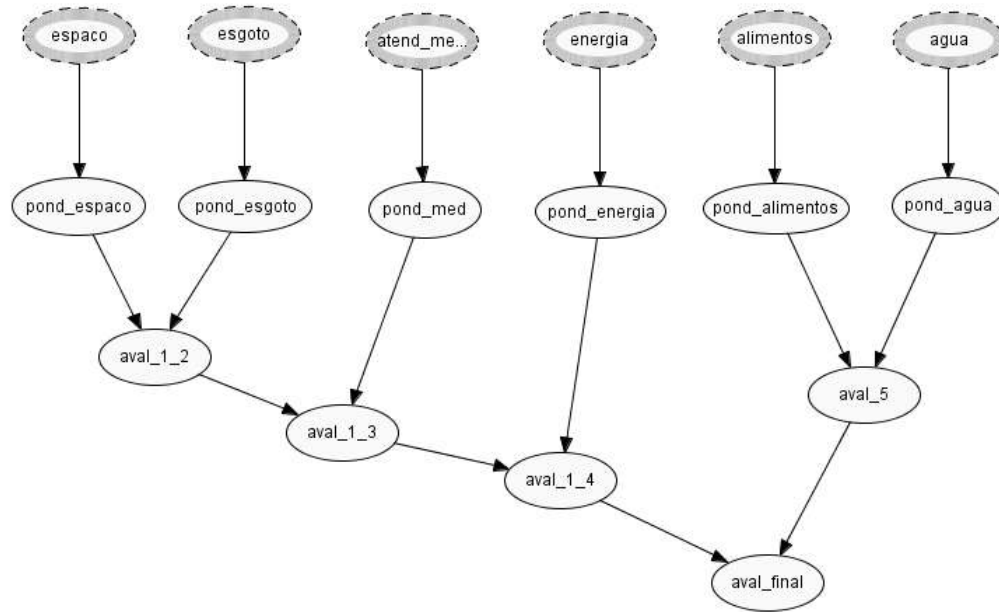 espaco
esgoto
atend_me...
energia
alimentos
agua
pond_espaco
pond_esgoto
pond_med
pond_energia
pond_alimentos
pond_agua
aval_1_2
aval_5
aval_1_3
aval_1_4
aval_final